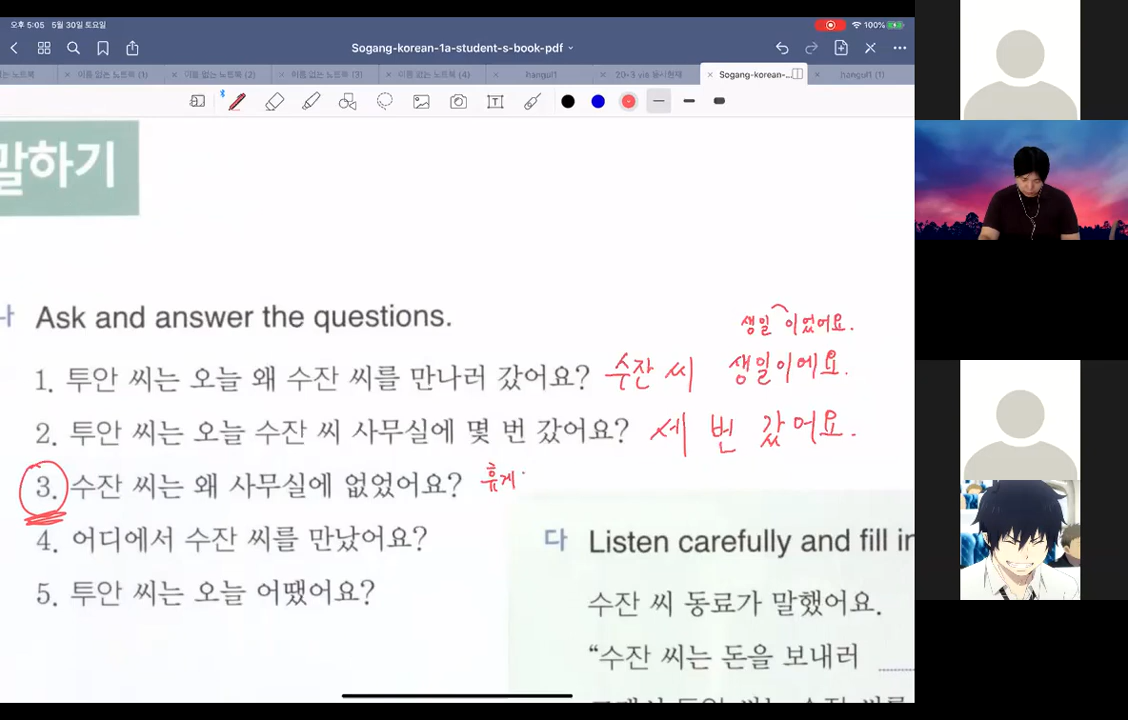 오후 5:05 5월 30일 토요일
100%
Sogang-korean-1a-student-s-book-pdf
이름 없는 노트북 (1)
이름 없는 노트북 (2)
이름 없는 노트북 (3)
이름 없는 노트북 (4)
hangul1
Sogang-korean-...
hangul1 (1)
말하기
나 Ask and answer the questions.
생일이었어요.
1. 투안 씨는 오늘 왜 수잔 씨를 만나러 갔어요? 수잔 씨 생일이에요.
2. 투안 씨는 오늘 수잔 씨 사무실에 몇 번 갔어요? 세 번 갔어요.
3. 수잔 씨는 왜 사무실에 없었어요? 휴게
4. 어디에서 수잔 씨를 만났어요?
5. 투안 씨는 오늘 어땠어요?
다 Listen carefully and fill in
수잔 씨 동료가 말했어요.
“수잔 씨는 돈을 보내러